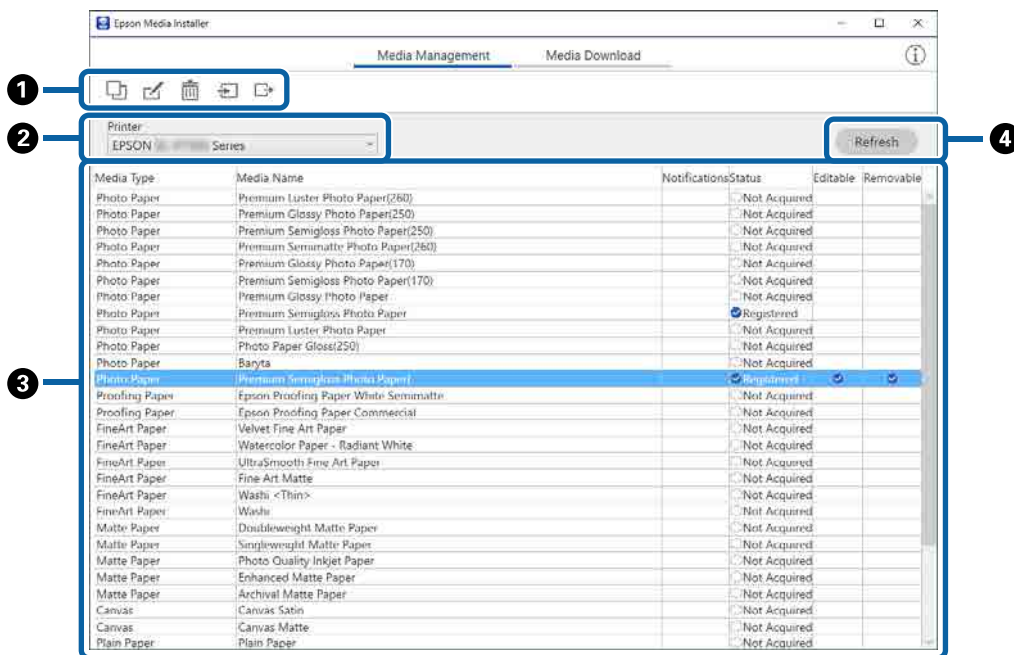 Epson Media Installer
Media Management Media Download
1
2
Printer
EPSON Series
Refresh
4
Media Type Media Name Notifications Status Editable Removable
Photo Paper Premium Luster Photo Paper(260) Not Acquired
Photo Paper Premium Glossy Photo Paper(250) Not Acquired
Photo Paper Premium Semigloss Photo Paper(250) Not Acquired
Photo Paper Premium Semimatte Photo Paper(260) Not Acquired
Photo Paper Premium Glossy Photo Paper(170) Not Acquired
Photo Paper Premium Semigloss Photo Paper(170) Not Acquired
Photo Paper Premium Glossy Photo Paper Not Acquired
Photo Paper Premium Semigloss Photo Paper Registered
Photo Paper Premium Luster Photo Paper Not Acquired
Photo Paper Photo Paper Gloss(250) Not Acquired
Photo Paper Baryta Not Acquired
3
Photo Paper Premium Semigloss Photo Paper1 Registered
Proofing Paper Epson Proofing Paper White Semimatte Not Acquired
Proofing Paper Epson Proofing Paper Commercial Not Acquired
FineArt Paper Velvet Fine Art Paper Not Acquired
FineArt Paper Watercolor Paper - Radiant White Not Acquired
FineArt Paper UltraSmooth Fine Art Paper Not Acquired
FineArt Paper Fine Art Matte Not Acquired
FineArt Paper Washi <Thin> Not Acquired
FineArt Paper Washi Not Acquired
Matte Paper Doubleweight Matte Paper Not Acquired
Matte Paper Singleweight Matte Paper Not Acquired
Matte Paper Photo Quality Inkjet Paper Not Acquired
Matte Paper Enhanced Matte Paper Not Acquired
Matte Paper Archival Matte Paper Not Acquired
Canvas Canvas Satin Not Acquired
Canvas Canvas Matte Not Acquired
Plain Paper Plain Paper Not Acquired